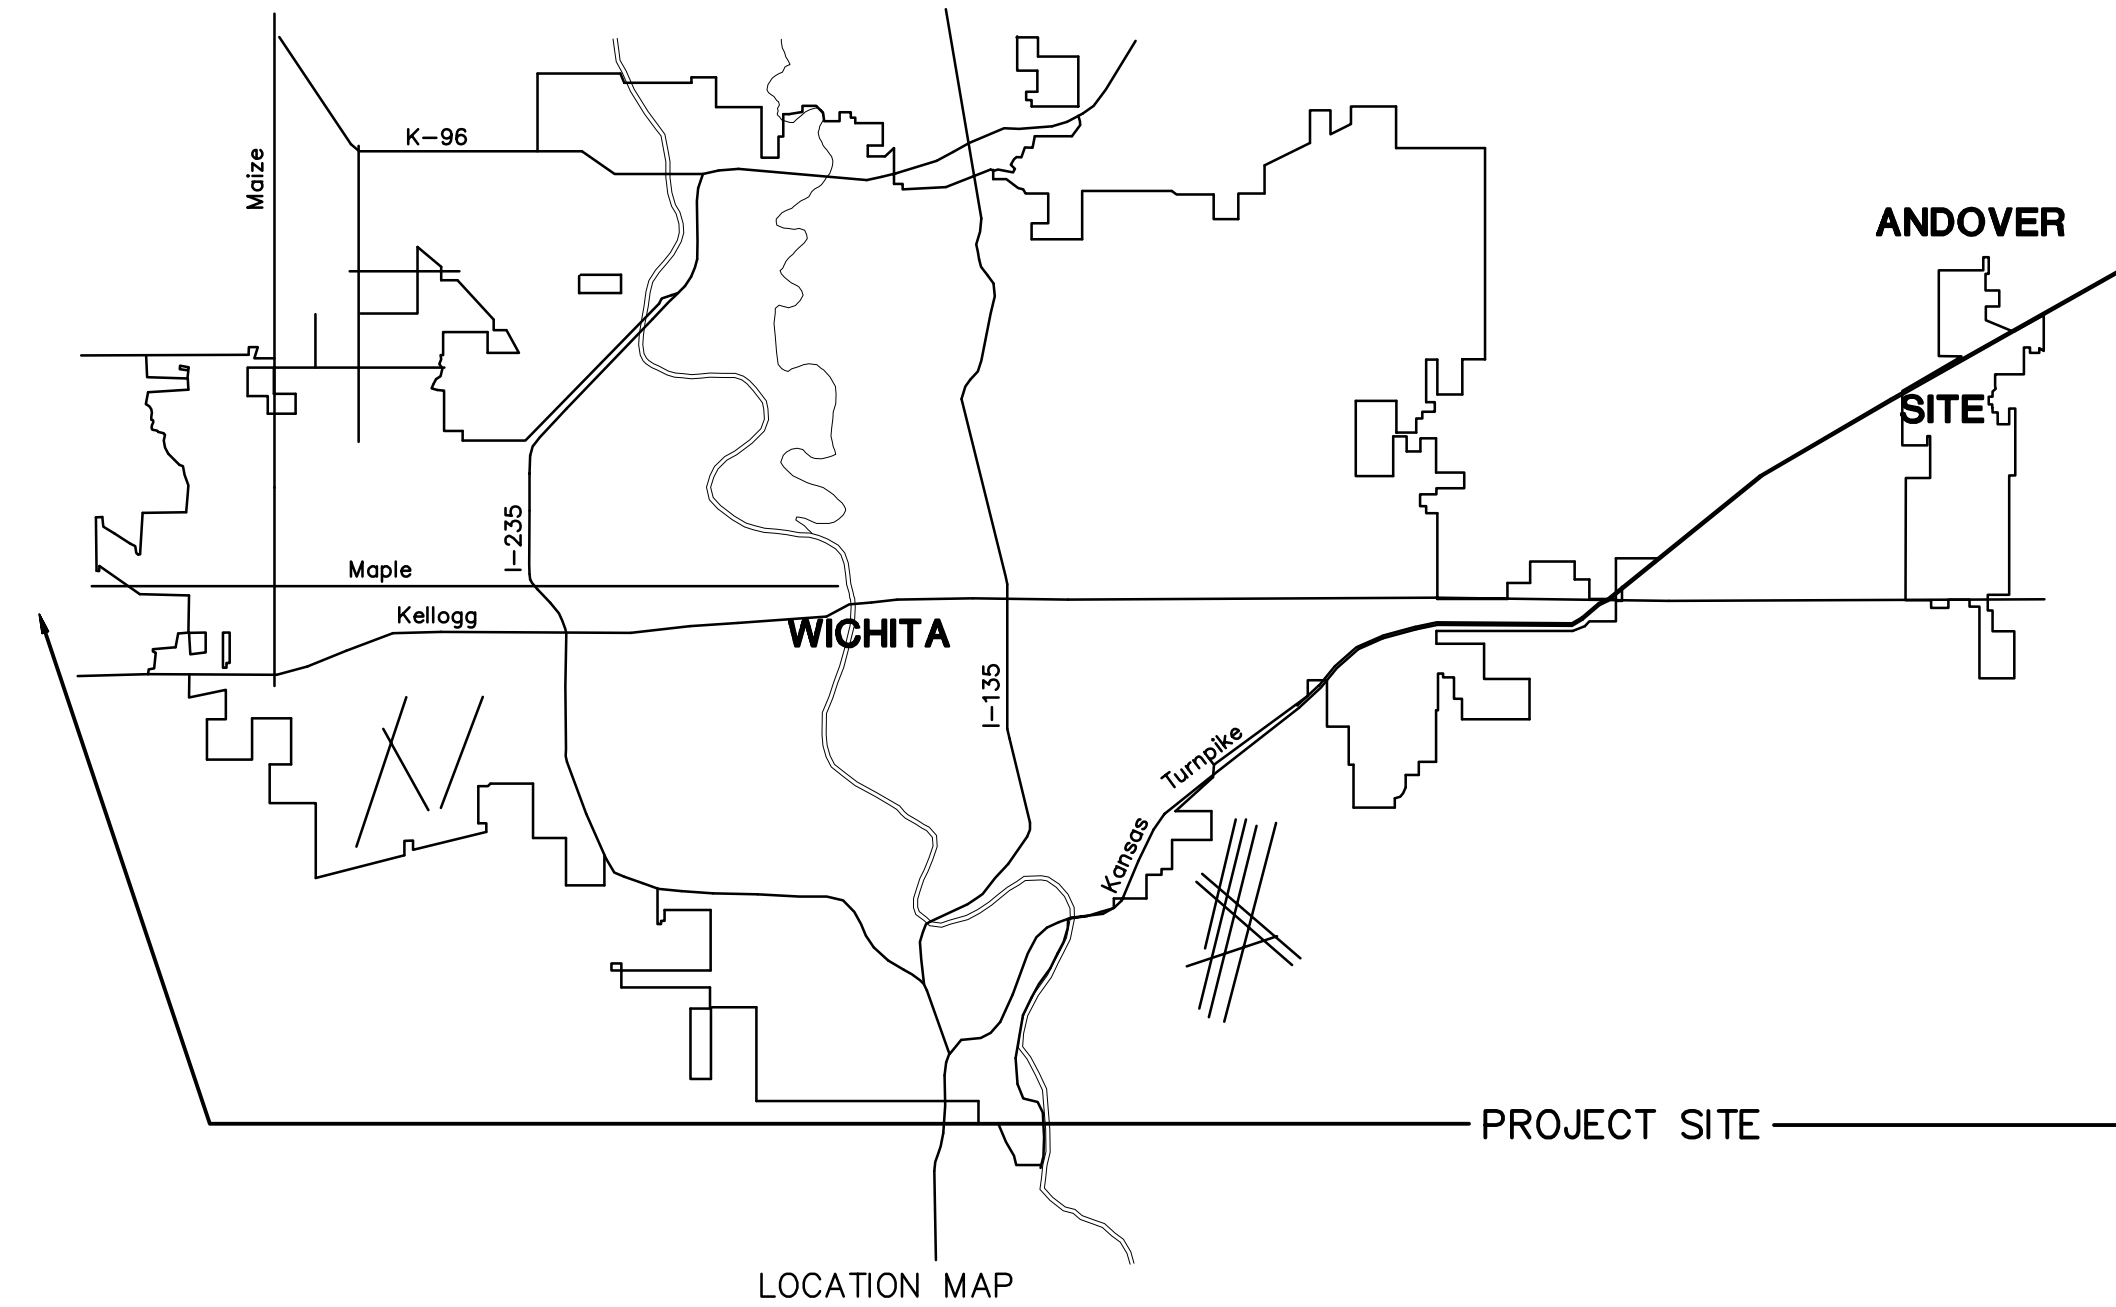 K-96
Maize
ANDOVER
SITE
I-235
Maple
Kellogg
WICHITA
I-135
Turnpike
Kansas
PROJECT SITE
LOCATION MAP